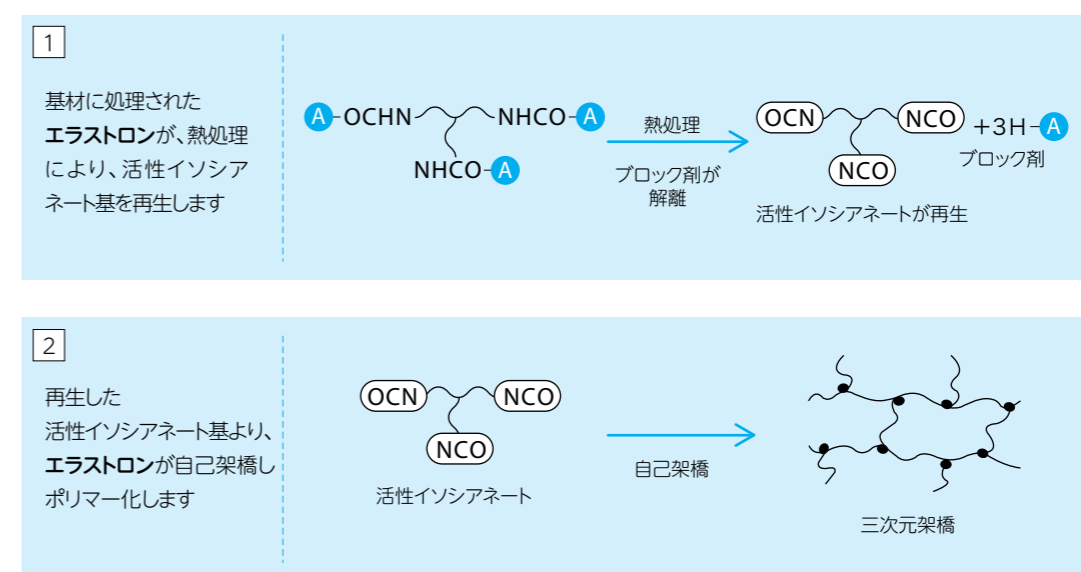 1
基材に処理された
エラストロンが、熱処理
により、活性イソシア
ネート基を再生します
A-OCHN NHCO-A
NHCO-A
熱処理
ブロック剤が
解離
OCN NCO +3H-A
NCO
ブロック剤
活性イソシアネートが再生
2
再生した
活性イソシアネート基より、
エラストロンが自己架橋し
ポリマー化します
OCN NCO
NCO
活性イソシアネート
自己架橋
三次元架橋